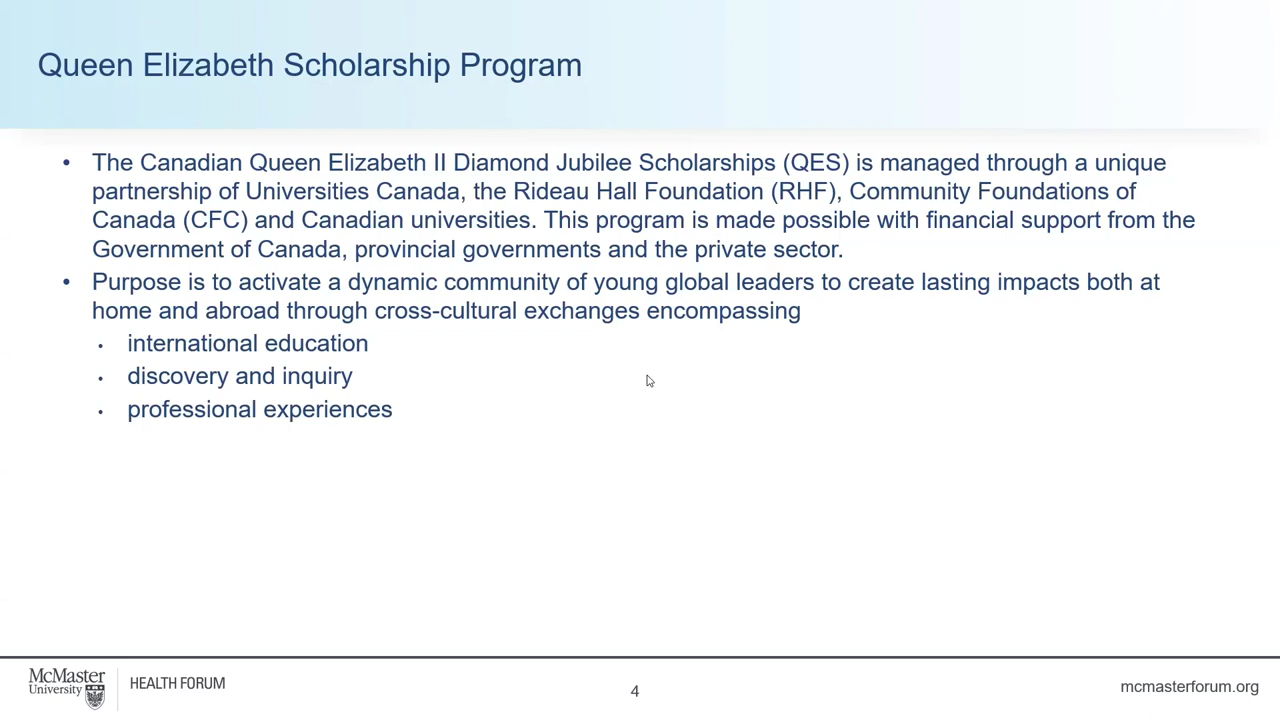 Queen Elizabeth Scholarship Program
• The Canadian Queen Elizabeth II Diamond Jubilee Scholarships (QES) is managed through a unique
partnership of Universities Canada, the Rideau Hall Foundation (RHF), Community Foundations of
Canada (CFC) and Canadian universities. This program is made possible with financial support from the
Government of Canada, provincial governments and the private sector.
• Purpose is to activate a dynamic community of young global leaders to create lasting impacts both at
home and abroad through cross-cultural exchanges encompassing
• international education
• discovery and inquiry
• professional experiences
McMaster
University
HEALTH FORUM
4
mcmasterforum.org